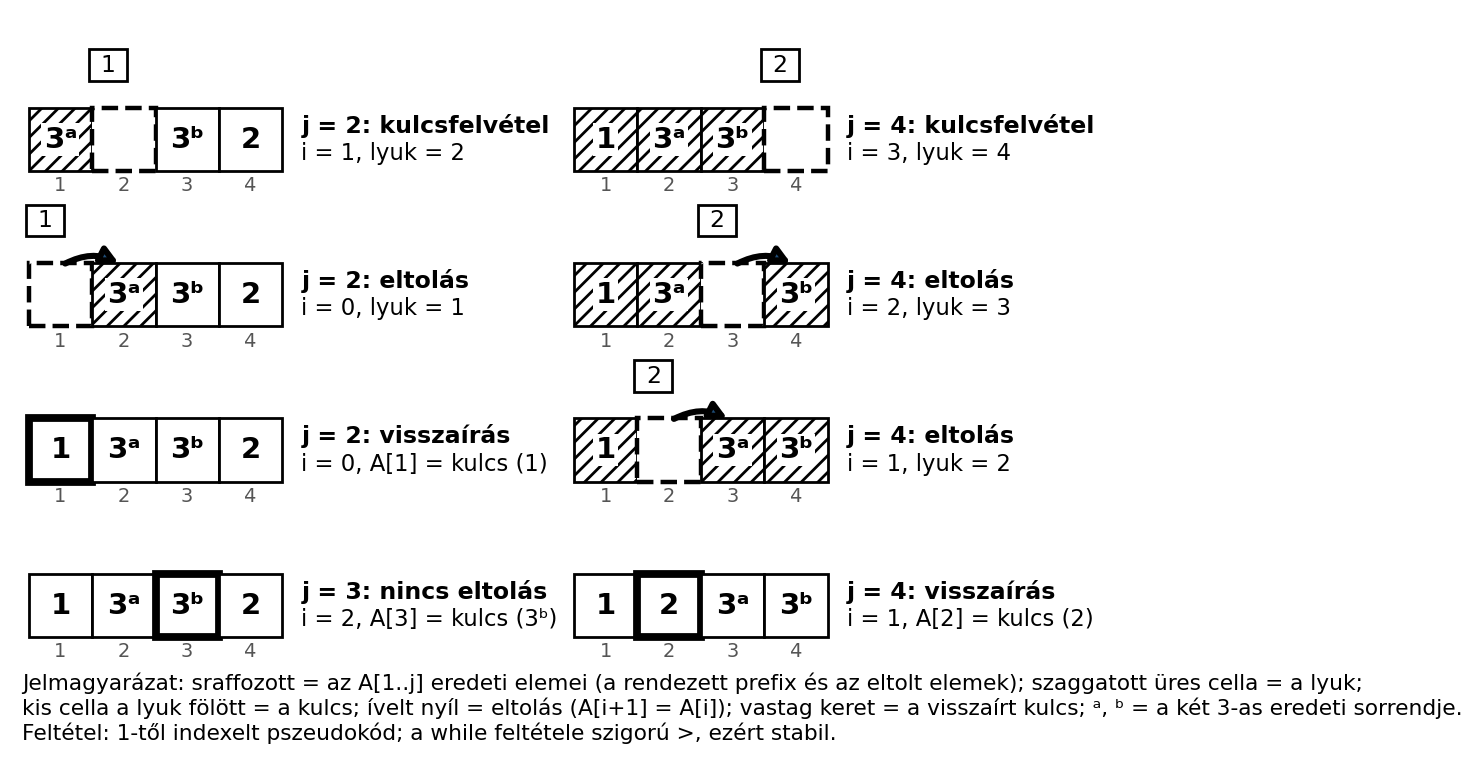 1
3ᵃ 3ᵇ 2
j = 2: kulcsfelvétel
i = 1, lyuk = 2
1 2 3 4
1
3ᵃ 3ᵇ 2
j = 2: eltolás
i = 0, lyuk = 1
1 2 3 4
1 3ᵃ 3ᵇ 2
j = 2: visszaírás
i = 0, A[1] = kulcs (1)
1 2 3 4
1 3ᵃ 3ᵇ 2
j = 3: nincs eltolás
i = 2, A[3] = kulcs (3ᵇ)
1 2 3 4
2
1 3ᵃ 3ᵇ
j = 4: kulcsfelvétel
i = 3, lyuk = 4
1 2 3 4
2
1 3ᵃ 3ᵇ
j = 4: eltolás
i = 2, lyuk = 3
1 2 3 4
2
1 3ᵃ 3ᵇ
j = 4: eltolás
i = 1, lyuk = 2
1 2 3 4
1 2 3ᵃ 3ᵇ
j = 4: visszaírás
i = 1, A[2] = kulcs (2)
1 2 3 4
Jelmagyarázat: sraffozott = az A[1..j] eredeti elemei (a rendezett prefix és az eltolt elemek); szaggatott üres cella = a lyuk;
kis cella a lyuk fölött = a kulcs; ívelt nyíl = eltolás (A[i+1] = A[i]); vastag keret = a visszaírt kulcs; ᵃ, ᵇ = a két 3-as eredeti sorrendje.
Feltétel: 1-től indexelt pszeudokód; a while feltétele szigorú >, ezért stabil.